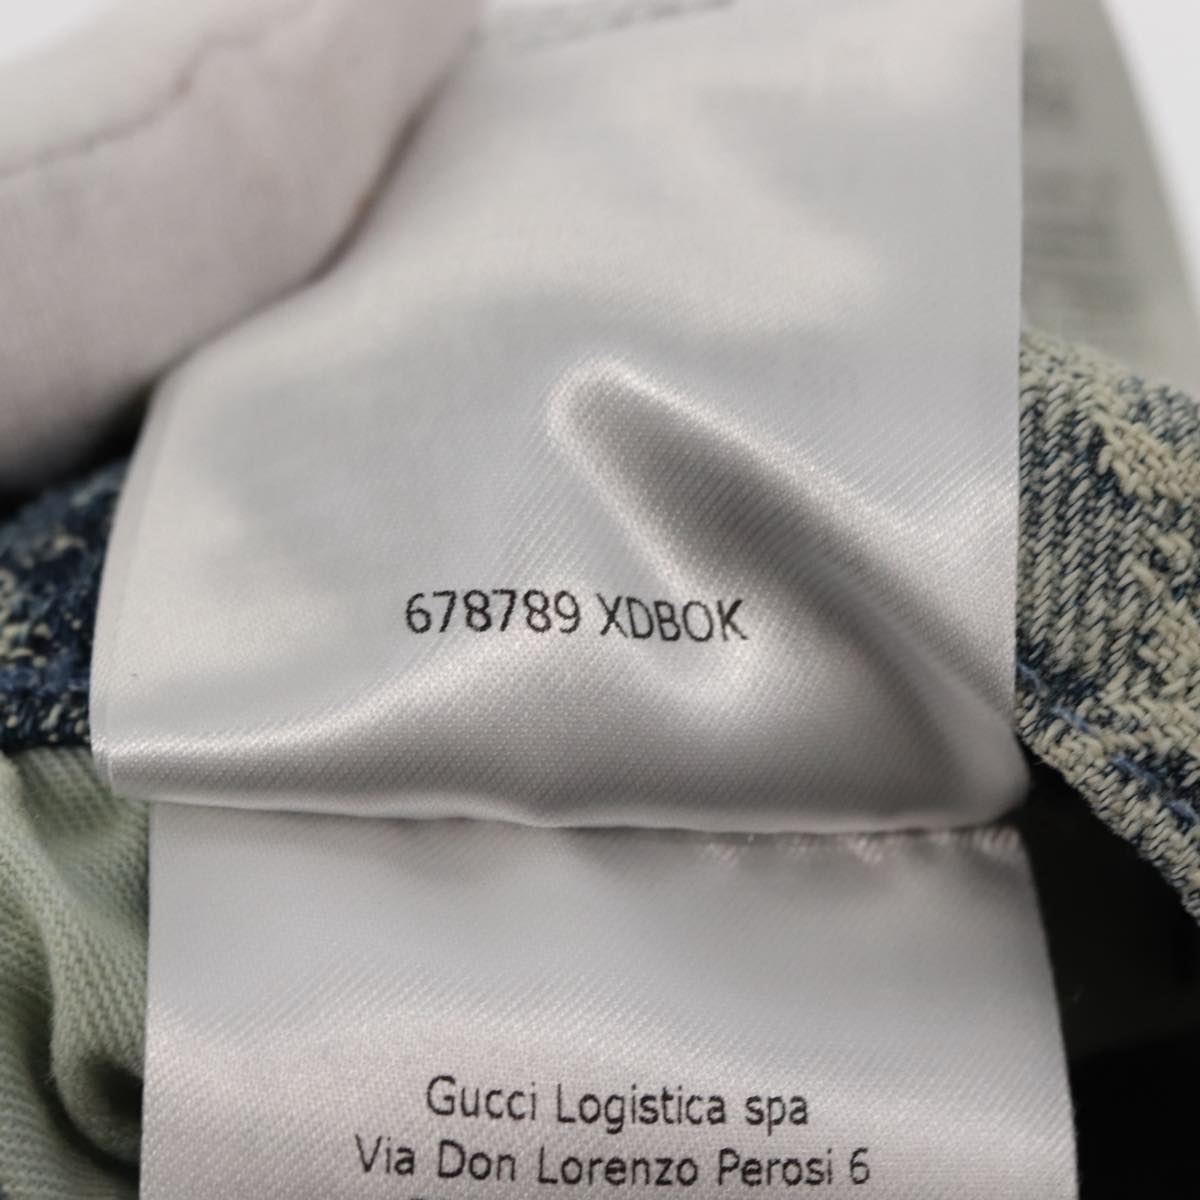 678789 XDBOK
Gucci Logistica spa
Via Don Lorenzo Perosi 6